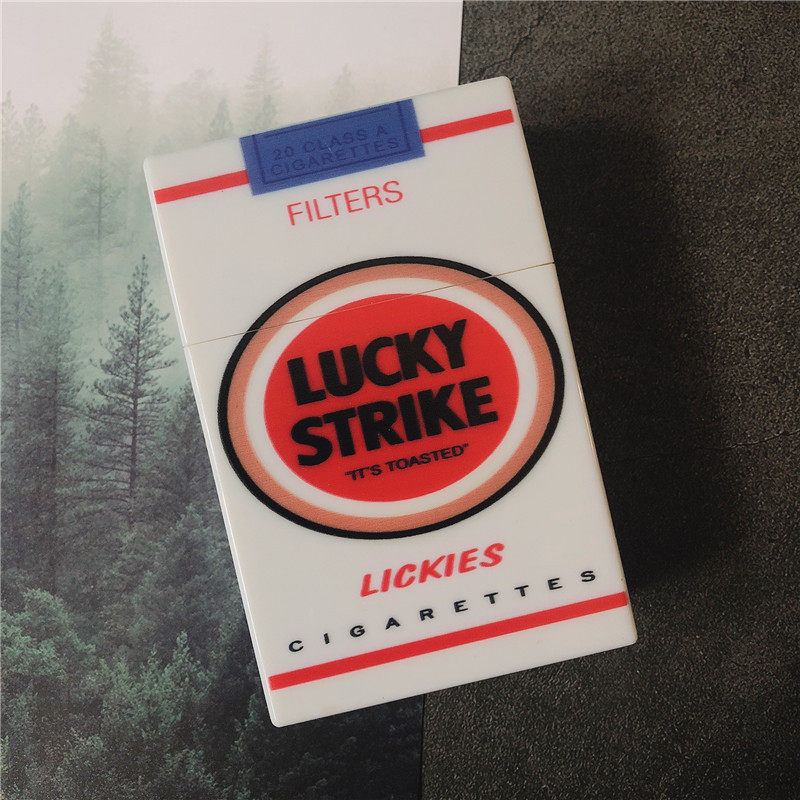 20 CLASS A
CIGARETTES
FILTERS
LUCKY
STRIKE
"IT'S TOASTED"
LICKIES
CIGARETTES